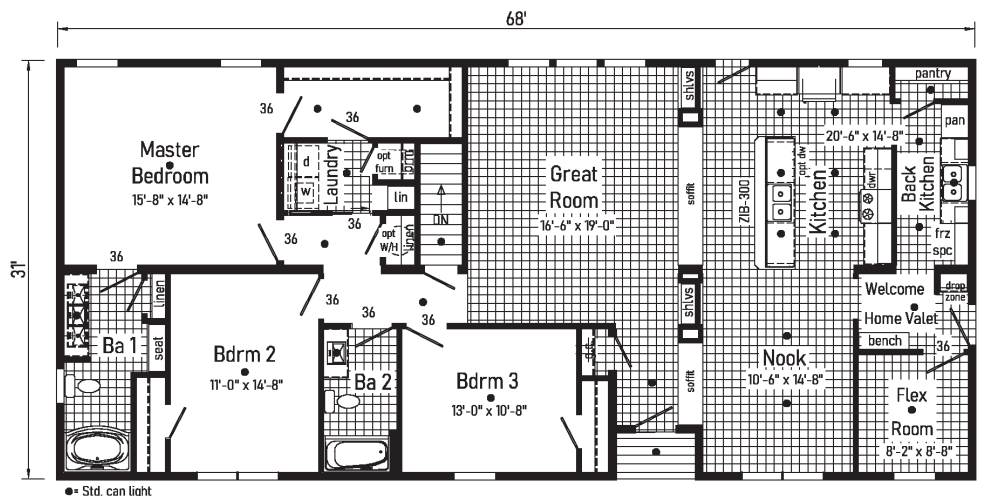 68'
31'
Master
Bedroom
15'-8" x 14'-8"
36
36
d
w
Laundry
opt
furn
lin
36
opt
W/H
linen
36
DN
Great
Room
16'-6" x 19'-0"
shlvs
soffit
shlvs
soffit
ZIB-300
opt dw
Kitchen
20'-6" x 14'-8"
dwr
pantry
pan
Back
Kitchen
frz
spc
36
linen
Ba 1
seat
Bdrm 2
11'-0" x 14'-8"
36
36
Ba 2
36
Bdrm 3
13'-0" x 10'-8"
Nook
10'-6" x 14'-8"
Welcome
drop
zone
Home Valet
bench
36
Flex
Room
8'-2" x 8'-8"
●= Std. can light